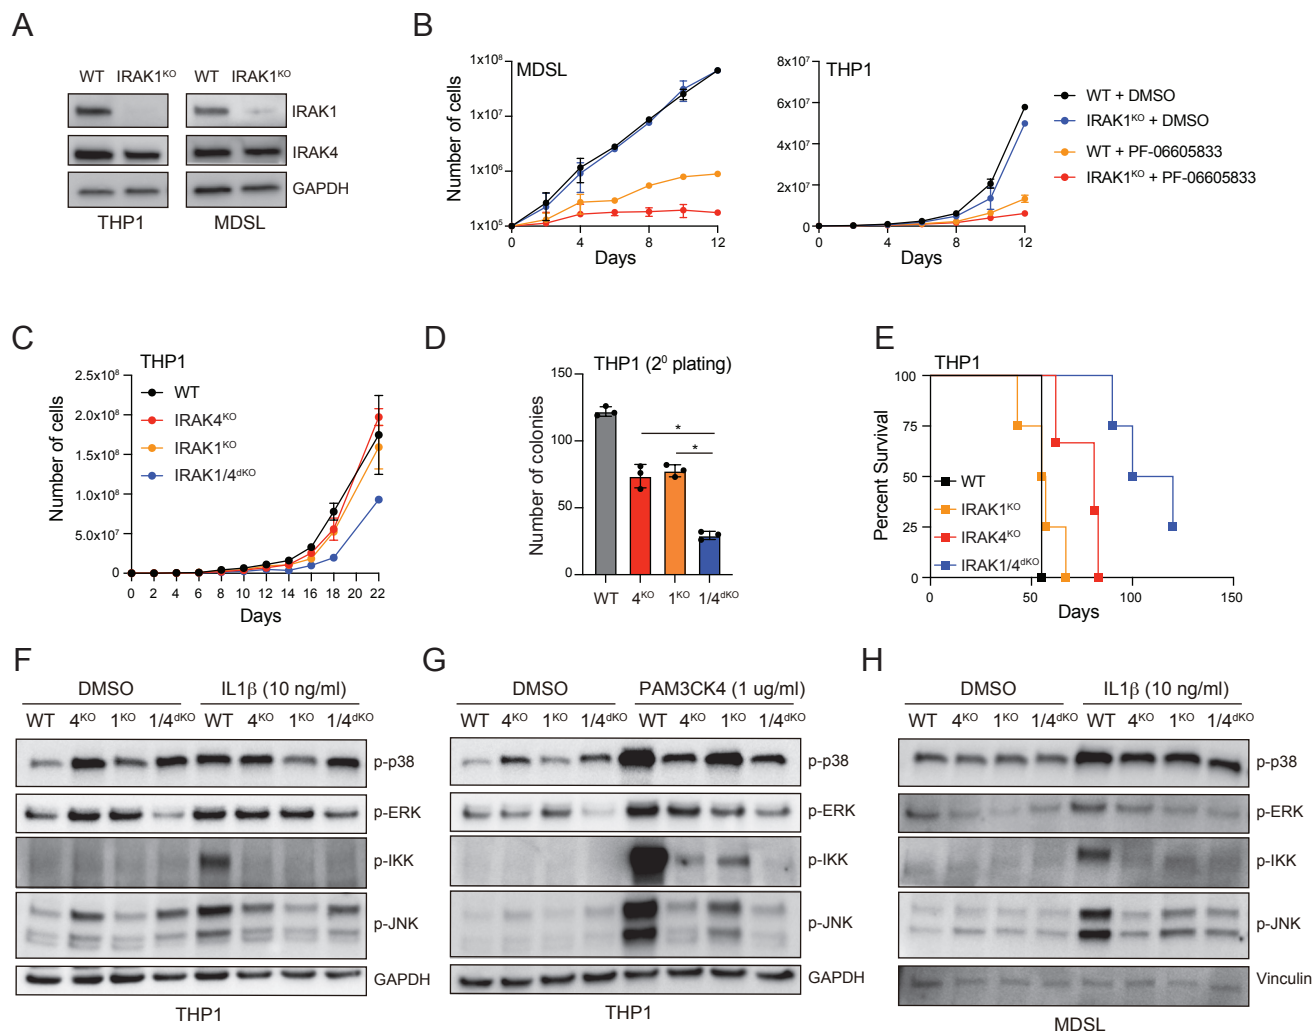 A
WT IRAK1KO WT IRAK1KO
IRAK1
IRAK4
GAPDH
THP1 MDSL
B
MDSL
Number of cells
1x10⁸
1x10⁷
1x10⁶
1x10⁵
0 4 8 12
Days
THP1
8x10⁷
6x10⁷
4x10⁷
2x10⁷
0
0 4 8 12
Days
WT + DMSO
IRAK1KO + DMSO
WT + PF-06605833
IRAK1KO + PF-06605833
C
THP1
Number of cells
2.5x10⁸
2.0x10⁸
1.5x10⁸
1.0x10⁸
5.0x10⁷
0
WT
IRAK4KO
IRAK1KO
IRAK1/4dKO
0 2 4 6 8 10 12 14 16 18 20 22
Days
D
THP1 (2⁰ plating)
Number of colonies
150
100
50
0
*
*
WT 4KO 1KO 1/4dKO
E
THP1
Percent Survival
100
75
50
25
0
WT
IRAK1KO
IRAK4KO
IRAK1/4dKO
0 50 100 150
Days
F
DMSO IL1β (10 ng/ml)
WT 4KO 1KO 1/4dKO WT 4KO 1KO 1/4dKO
p-p38
p-ERK
p-IKK
p-JNK
GAPDH
THP1
G
DMSO PAM3CK4 (1 ug/ml)
WT 4KO 1KO 1/4dKO WT 4KO 1KO 1/4dKO
p-p38
p-ERK
p-IKK
p-JNK
GAPDH
THP1
H
DMSO IL1β (10 ng/ml)
WT 4KO 1KO 1/4dKO WT 4KO 1KO 1/4dKO
p-p38
p-ERK
p-IKK
p-JNK
Vinculin
MDSL